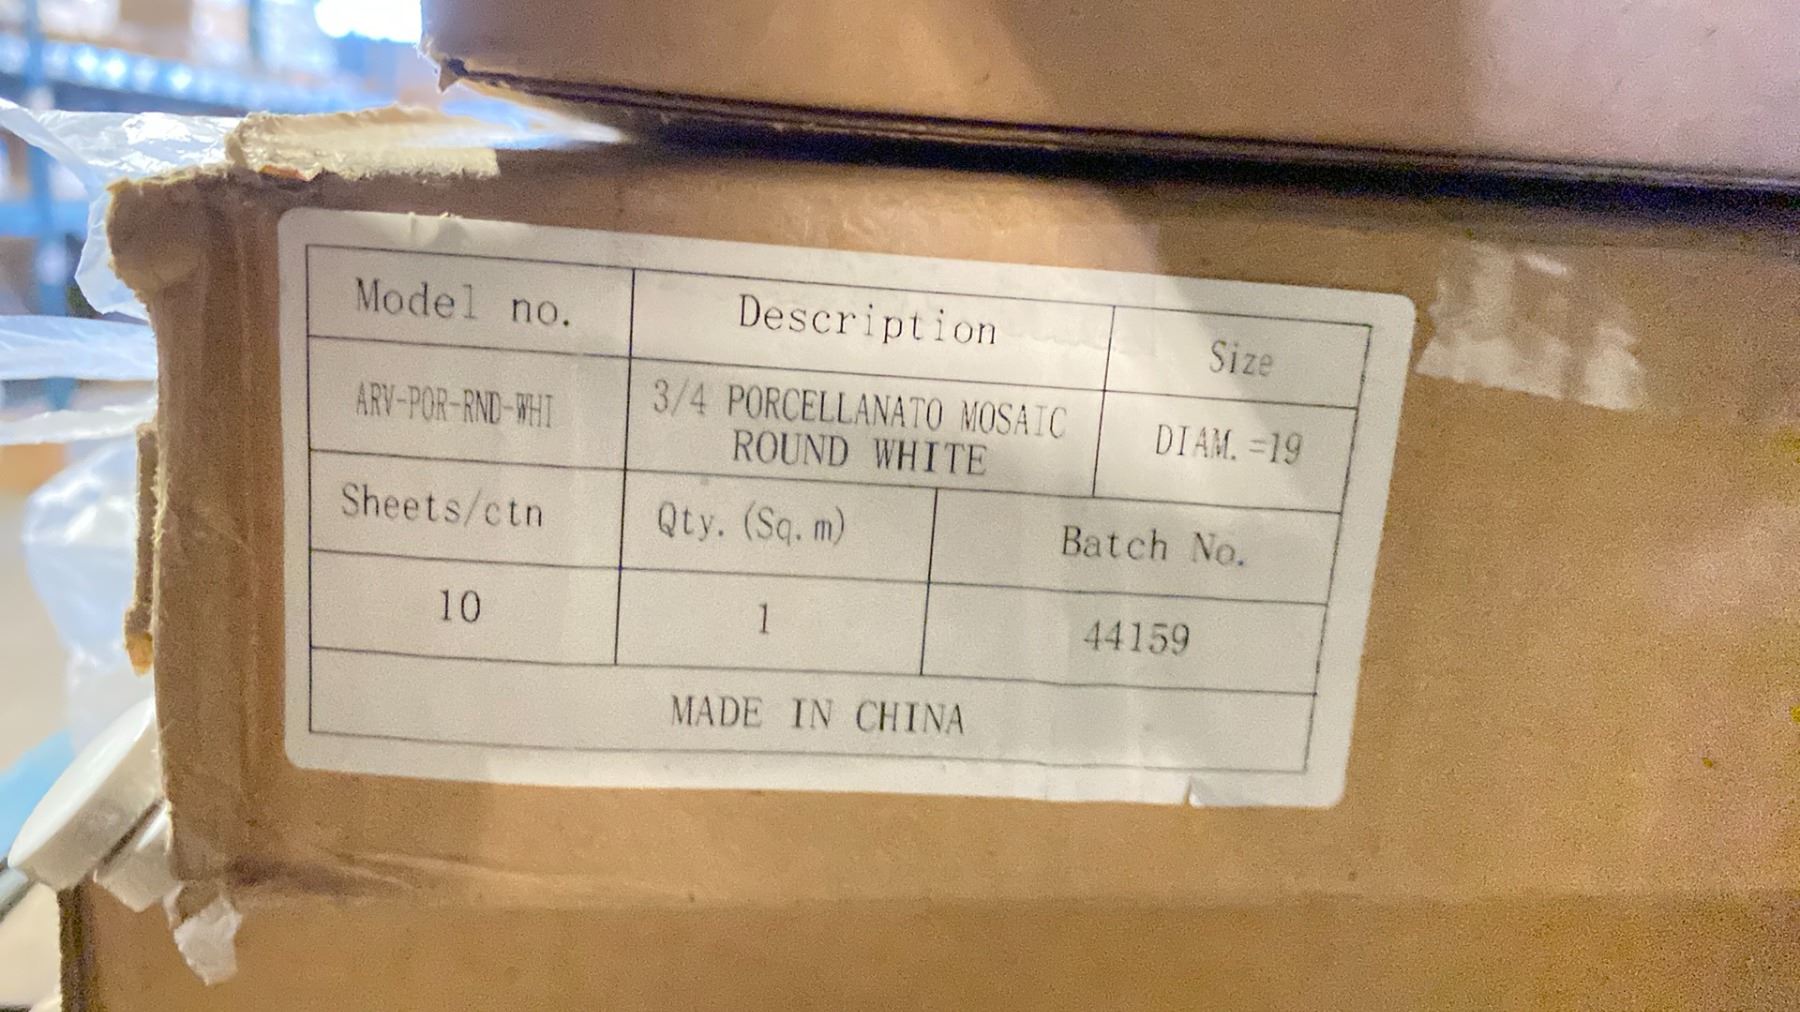 Model no. Description Size
ARV-POR-RND-WHI 3/4 PORCELLANATO MOSAIC DIAM. =19
ROUND WHITE
Sheets/ctn Qty. (Sq. m) Batch No.
10 1 44159
MADE IN CHINA